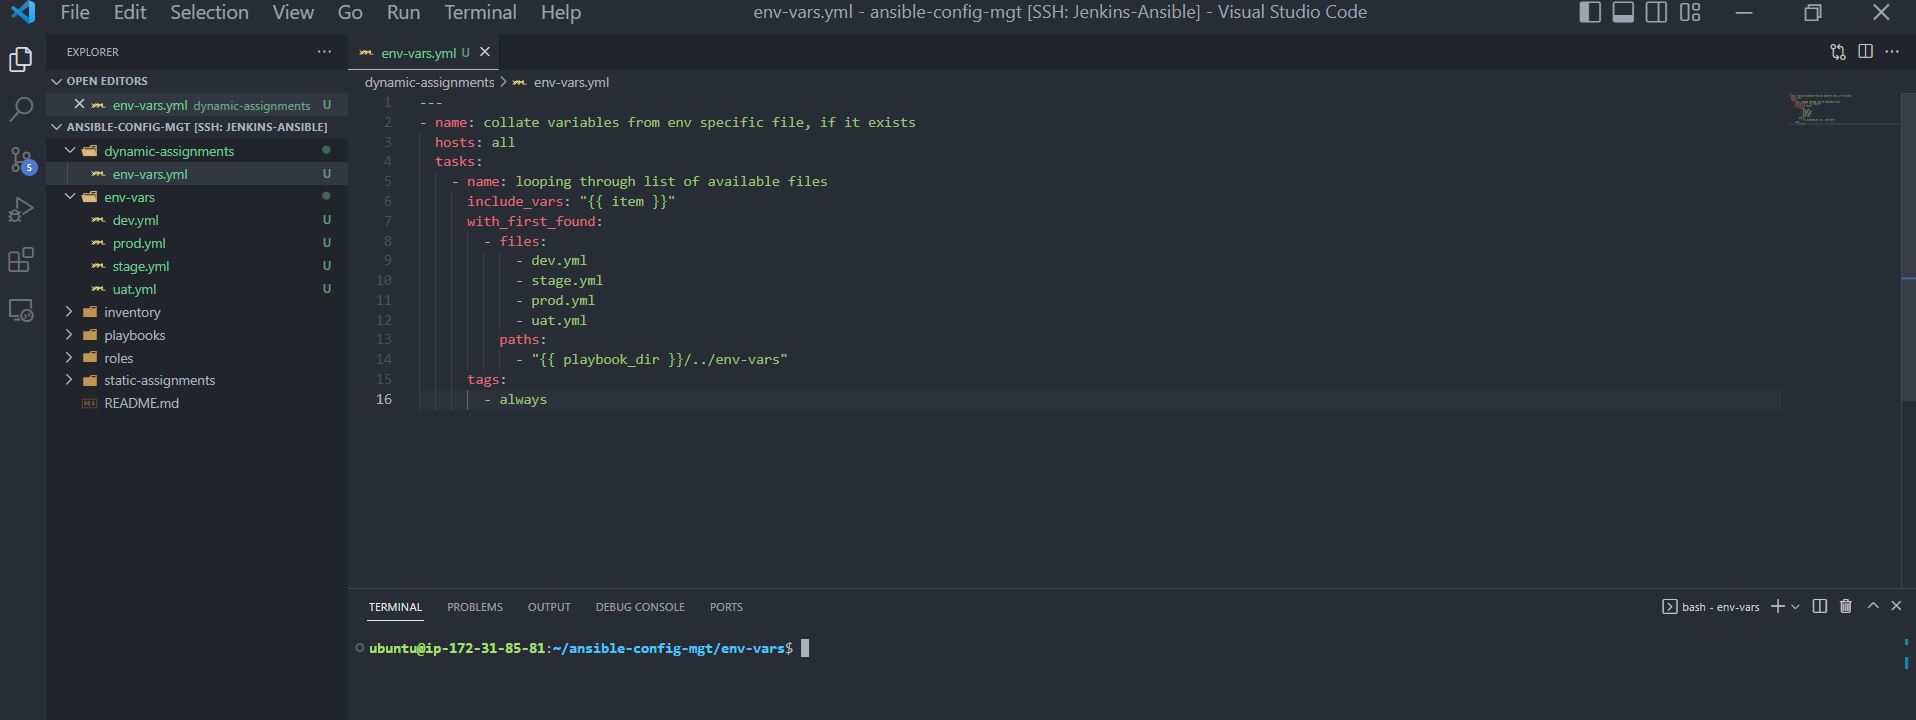 File Edit Selection View Go Run Terminal Help
env-vars.yml - ansible-config-mgt [SSH: Jenkins-Ansible] - Visual Studio Code
EXPLORER
OPEN EDITORS
env-vars.yml dynamic-assignments U
ANSIBLE-CONFIG-MGT [SSH: JENKINS-ANSIBLE]
5
dynamic-assignments
env-vars.yml U
env-vars
dev.yml U
prod.yml U
stage.yml U
uat.yml U
inventory
playbooks
roles
static-assignments
README.md
env-vars.yml U
dynamic-assignments > env-vars.yml
1 ---
2 - name: collate variables from env specific file, if it exists
3 hosts: all
4 tasks:
5 - name: looping through list of available files
6 include_vars: "{{ item }}"
7 with_first_found:
8 - files:
9 - dev.yml
10 - stage.yml
11 - prod.yml
12 - uat.yml
13 paths:
14 - "{{ playbook_dir }}/../env-vars"
15 tags:
16 - always
TERMINAL PROBLEMS OUTPUT DEBUG CONSOLE PORTS
bash - env-vars
ubuntu@ip-172-31-85-81:~/ansible-config-mgt/env-vars$